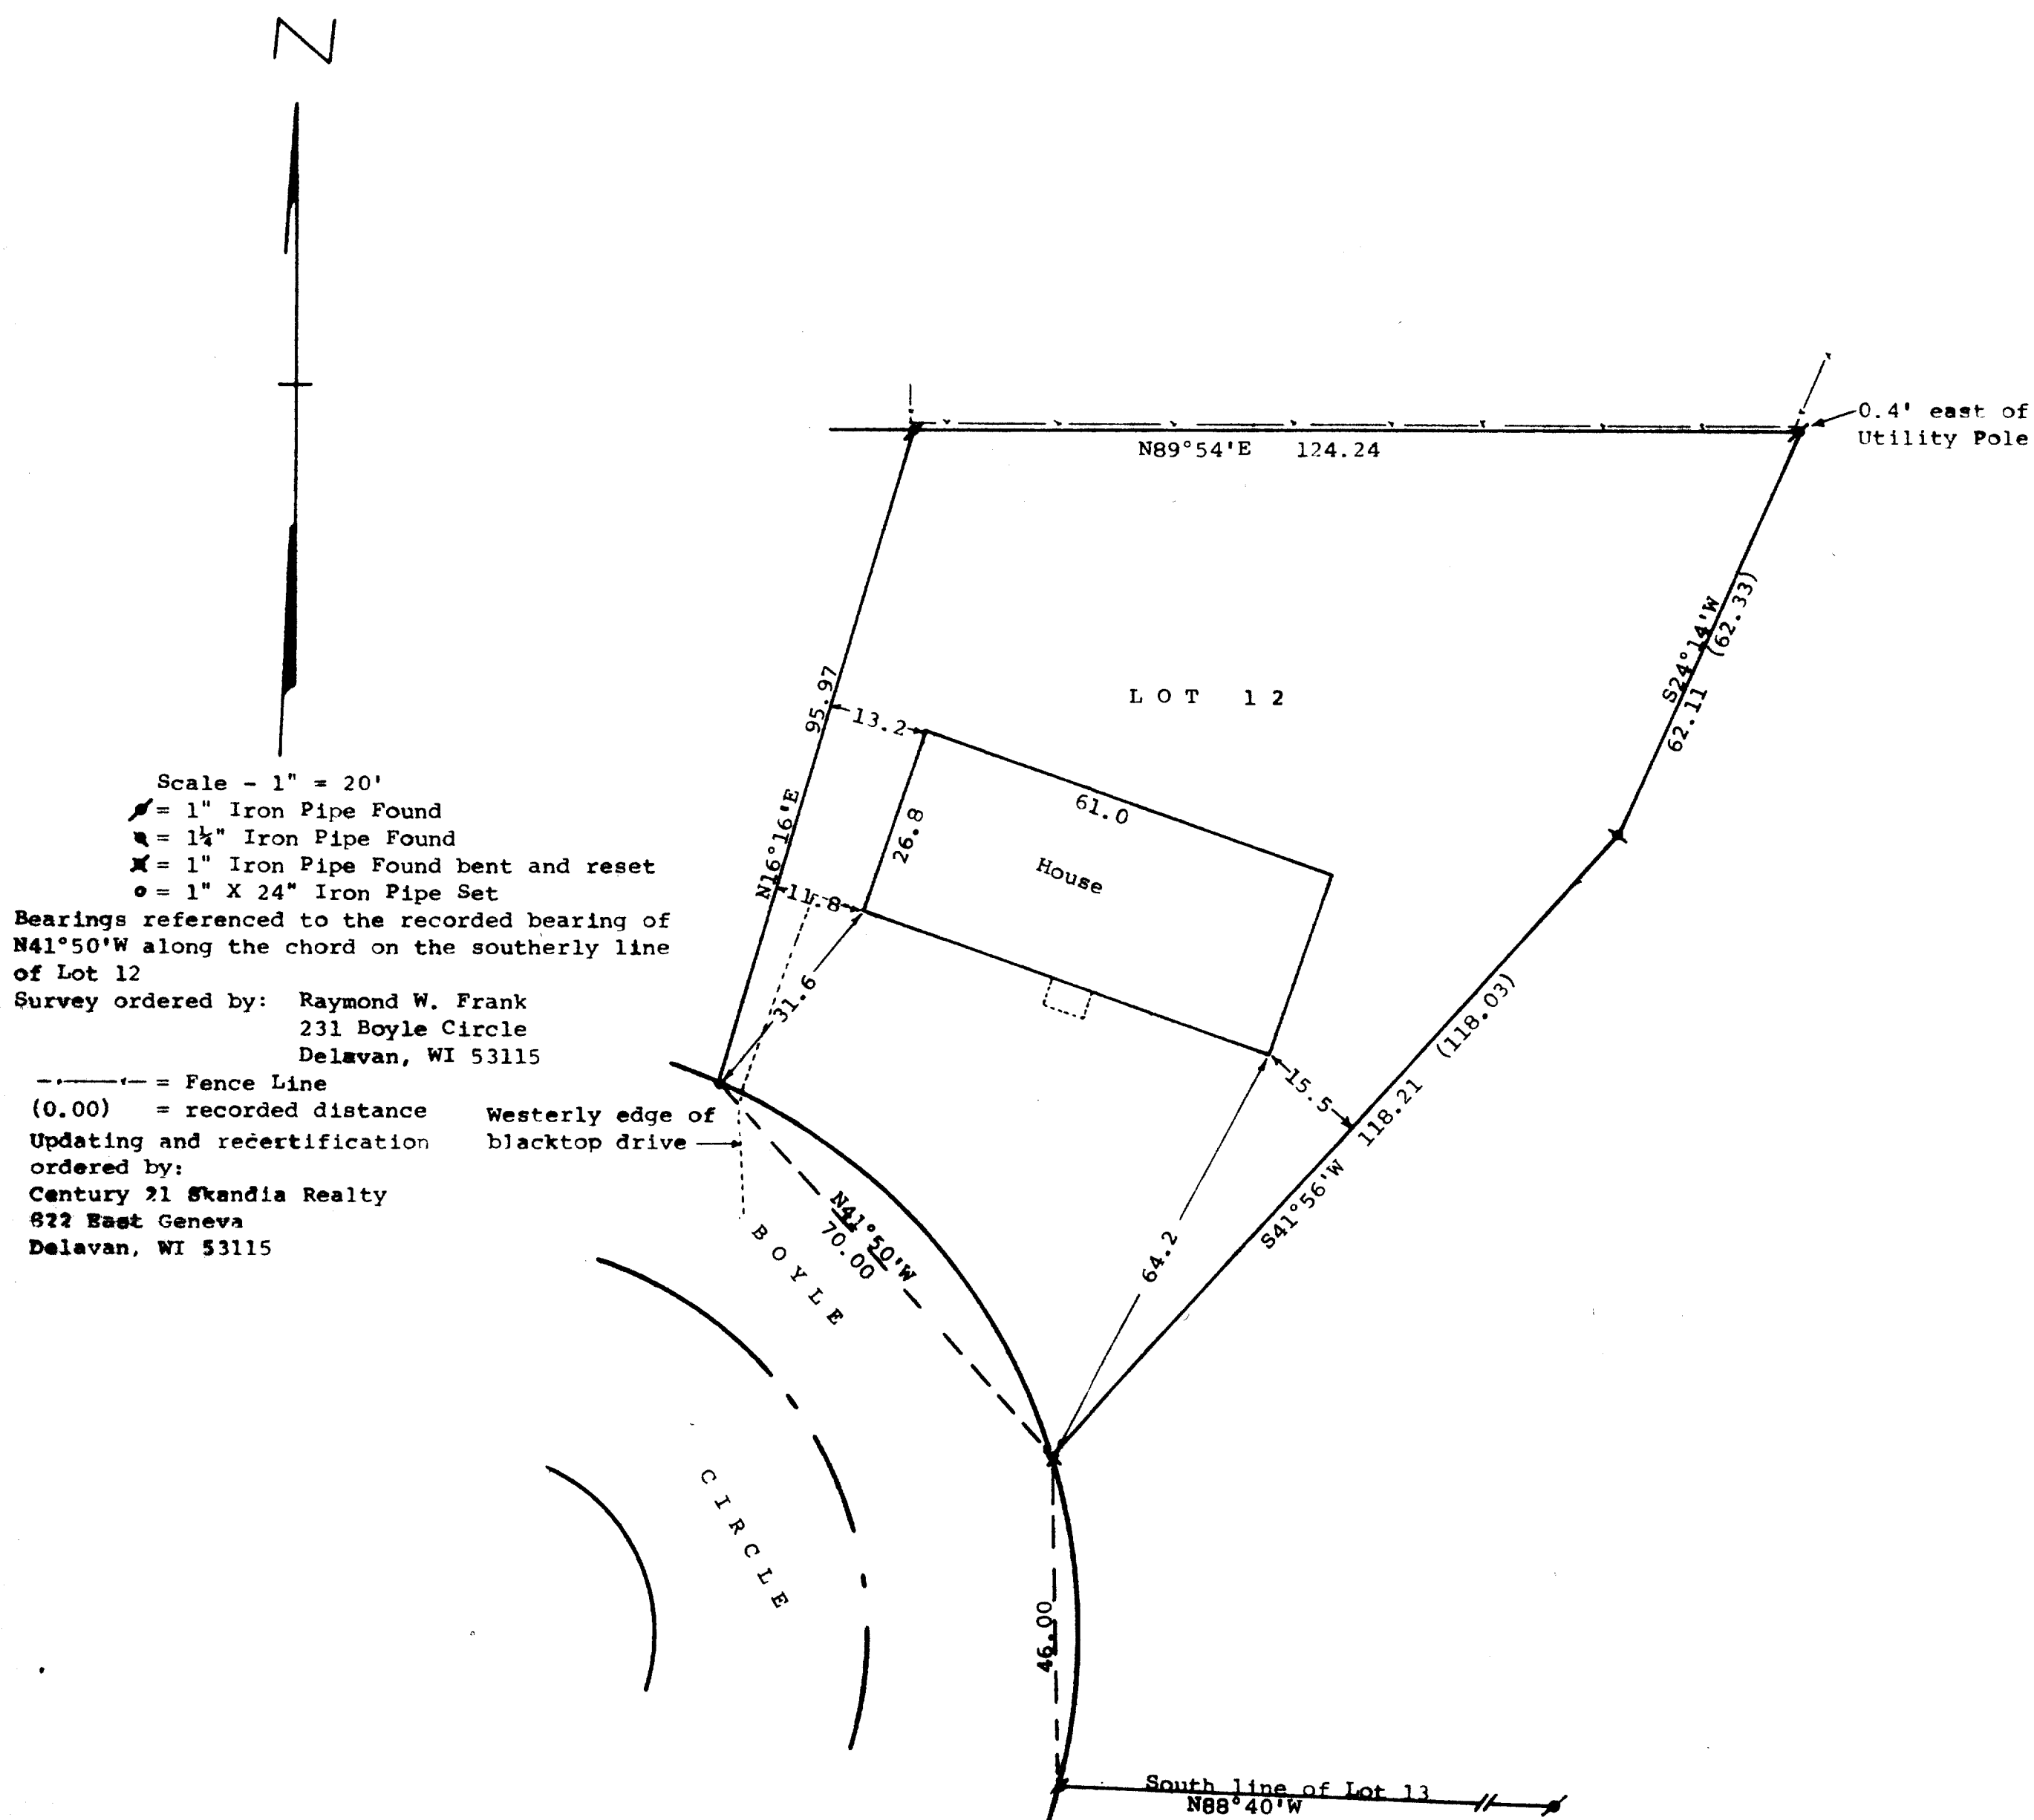 N
0.4' east of
Utility Pole
N89°54'E 124.24
S24°14'W
(62.33)
62.11
95.97
N16°16'E
LOT 12
13.2
61.0
26.8
House
11.8
31.6
15.5
(118.03)
118.21
S41°56'W
64.2
Scale - 1" = 20'
= 1" Iron Pipe Found
= 1¼" Iron Pipe Found
= 1" Iron Pipe Found bent and reset
= 1" X 24" Iron Pipe Set
Bearings referenced to the recorded bearing of
N41°50'W along the chord on the southerly line
of Lot 12
Survey ordered by: Raymond W. Frank
231 Boyle Circle
Delavan, WI 53115
= Fence Line
(0.00) = recorded distance
Updating and recertification
ordered by:
Century 21 Skandia Realty
622 East Geneva
Delavan, WI 53115
Westerly edge of
blacktop drive
N41°50'W
70.00
BOYLE
CIRCLE
46.00
South line of Lot 13
N88°40'W